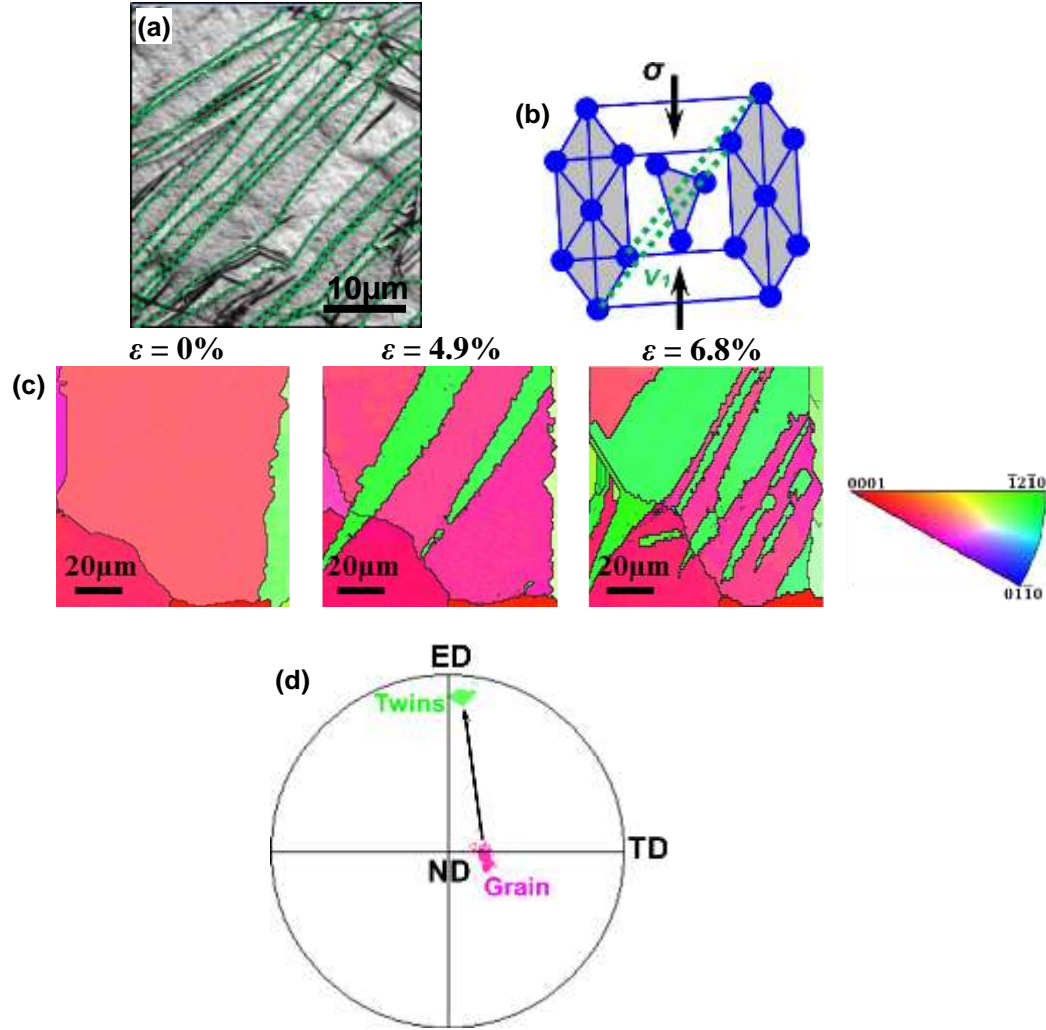 (a)
10μm
(b)
σ
v₁
ε = 0%
ε = 4.9%
ε = 6.8%
(c)
20μm
20μm
20μm
0001
1̅21̅0
011̅0
(d)
ED
Twins
TD
ND
Grain